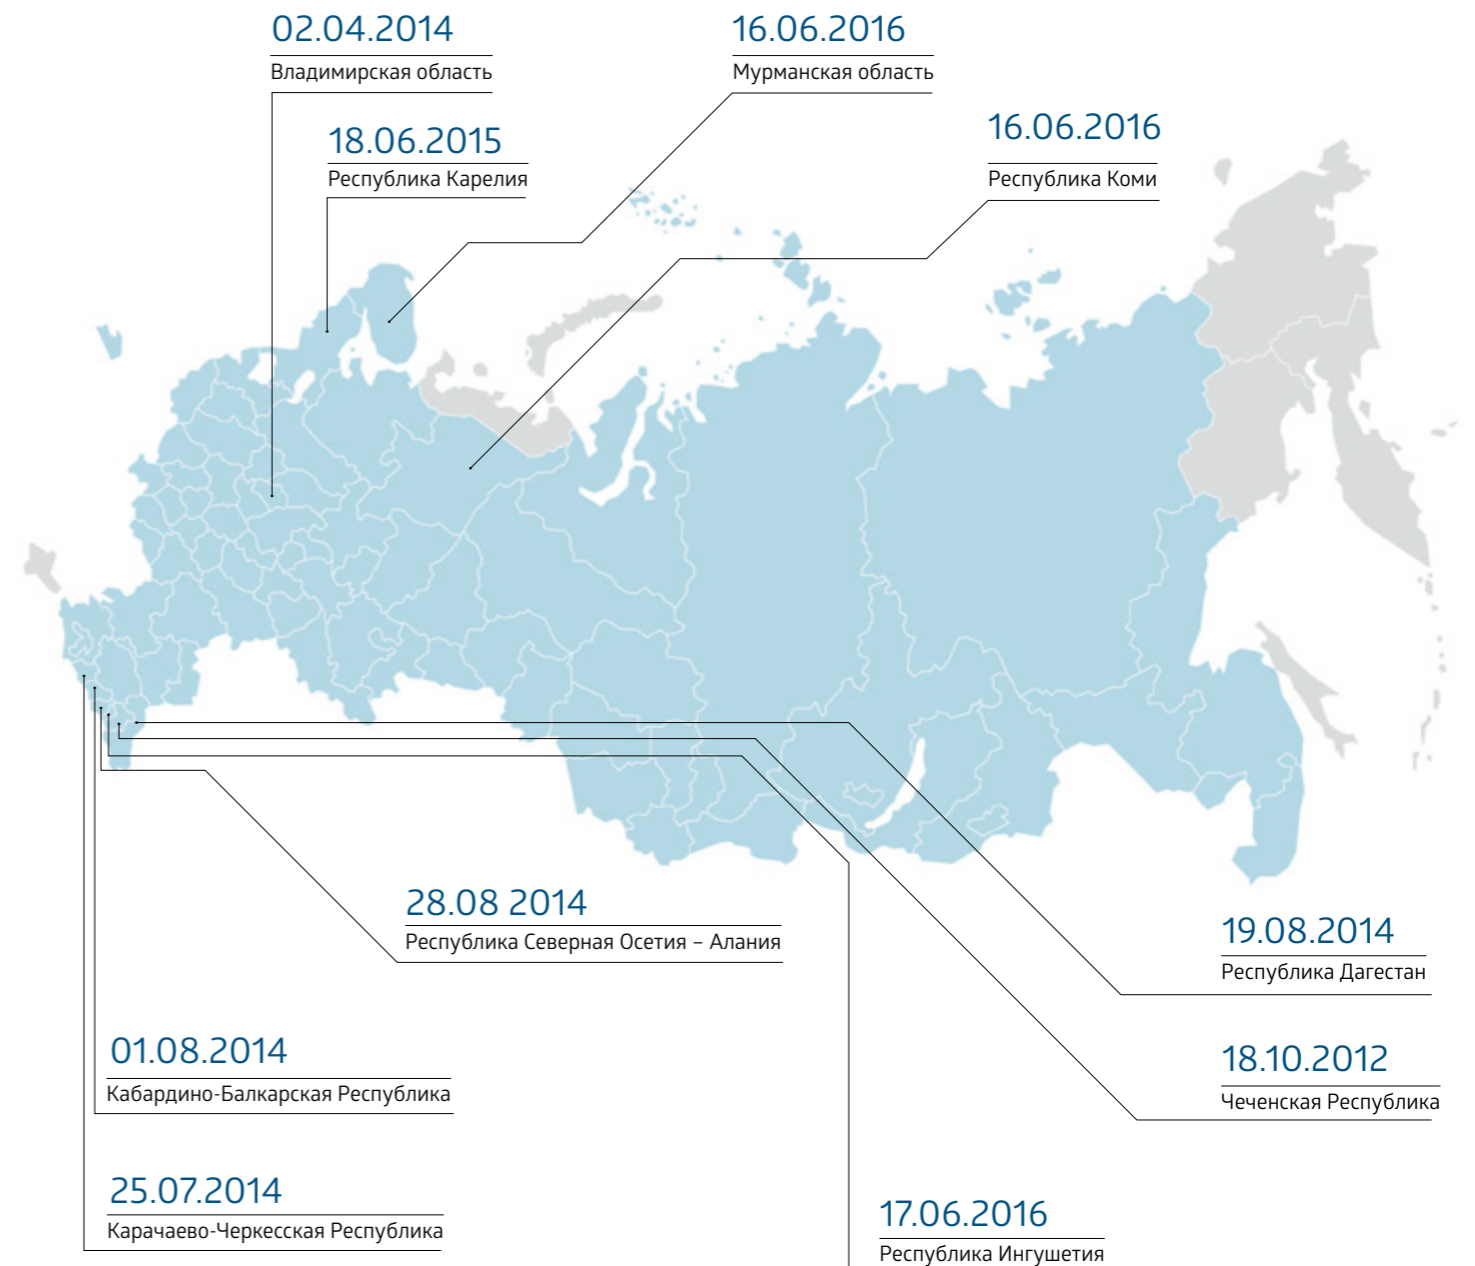 02.04.2014
Владимирская область
16.06.2016
Мурманская область
18.06.2015
Республика Карелия
16.06.2016
Республика Коми
28.08 2014
Республика Северная Осетия – Алания
19.08.2014
Республика Дагестан
01.08.2014
Кабардино-Балкарская Республика
18.10.2012
Чеченская Республика
25.07.2014
Карачаево-Черкесская Республика
17.06.2016
Республика Ингушетия